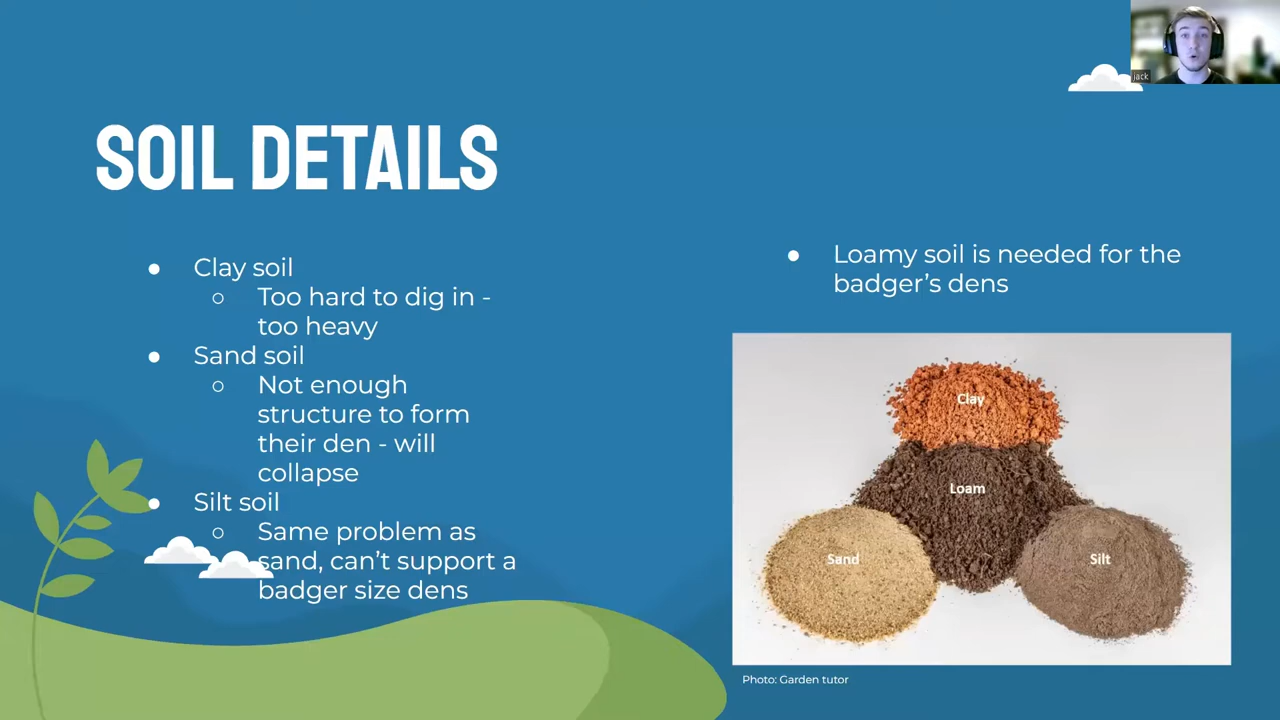 jack
SOIL DETAILS
● Clay soil
○ Too hard to dig in -
too heavy
● Sand soil
○ Not enough
structure to form
their den - will
collapse
● Silt soil
○ Same problem as
sand, can’t support a
badger size dens
● Loamy soil is needed for the
badger’s dens
Clay
Loam
Sand
Silt
Photo: Garden tutor